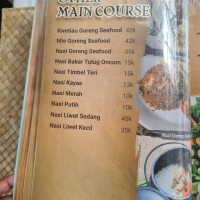 OTHER
MAIN COURSE
Kwetiau Goreng Seafood 42k
Mie Goreng Seafood 42k
Nasi Goreng Seafood 35k
Nasi Bakar Tutug Oncom 15k
Nasi Timbel Teri 15k
Nasi Kayas 13k
Nasi Merah 10k
Nasi Putih 10k
Nasi Liwet Sedang 45k
Nasi Liwet Kecil 35k